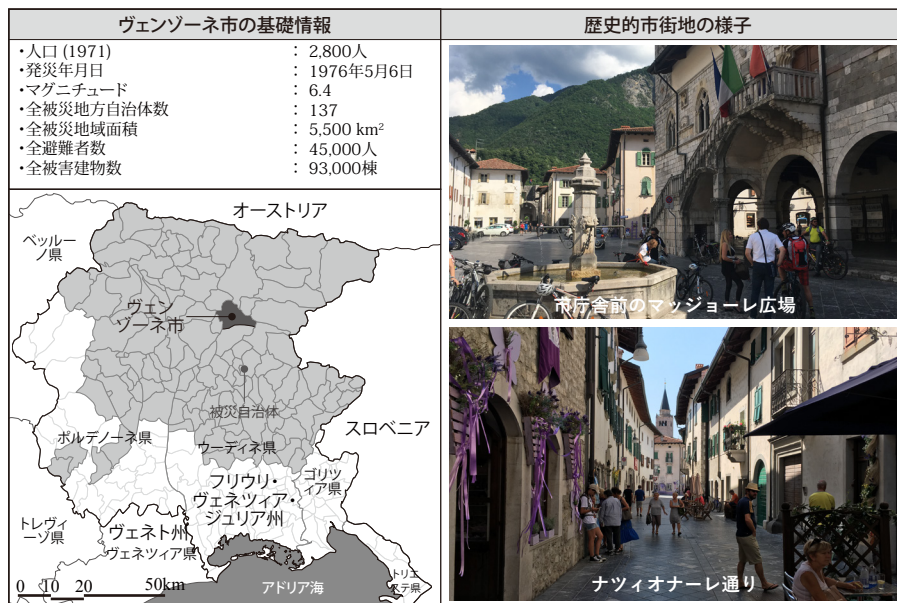 ヴェンゾーネ市の基礎情報
・人口 (1971) : 2,800人
・発災年月日 : 1976年5月6日
・マグニチュード : 6.4
・全被災地方自治体数 : 137
・全被災地域面積 : 5,500 km²
・全避難者数 : 45,000人
・全被害建物数 : 93,000棟
オーストリア
ベッルー
ノ県
ヴェン
ゾーネ市
被災自治体
スロベニア
ポルデノーネ県
ウーディネ県
フリウリ・
ヴェネツィア・
ジュリア州
ゴリツ
ィア県
トレヴィ
ーゾ県
ヴェネト州
ヴェネツィア県
トリエ
ステ県
アドリア海
0 10 20 50km
歴史的市街地の様子
市庁舎前のマッジョーレ広場
ナツィオナーレ通り